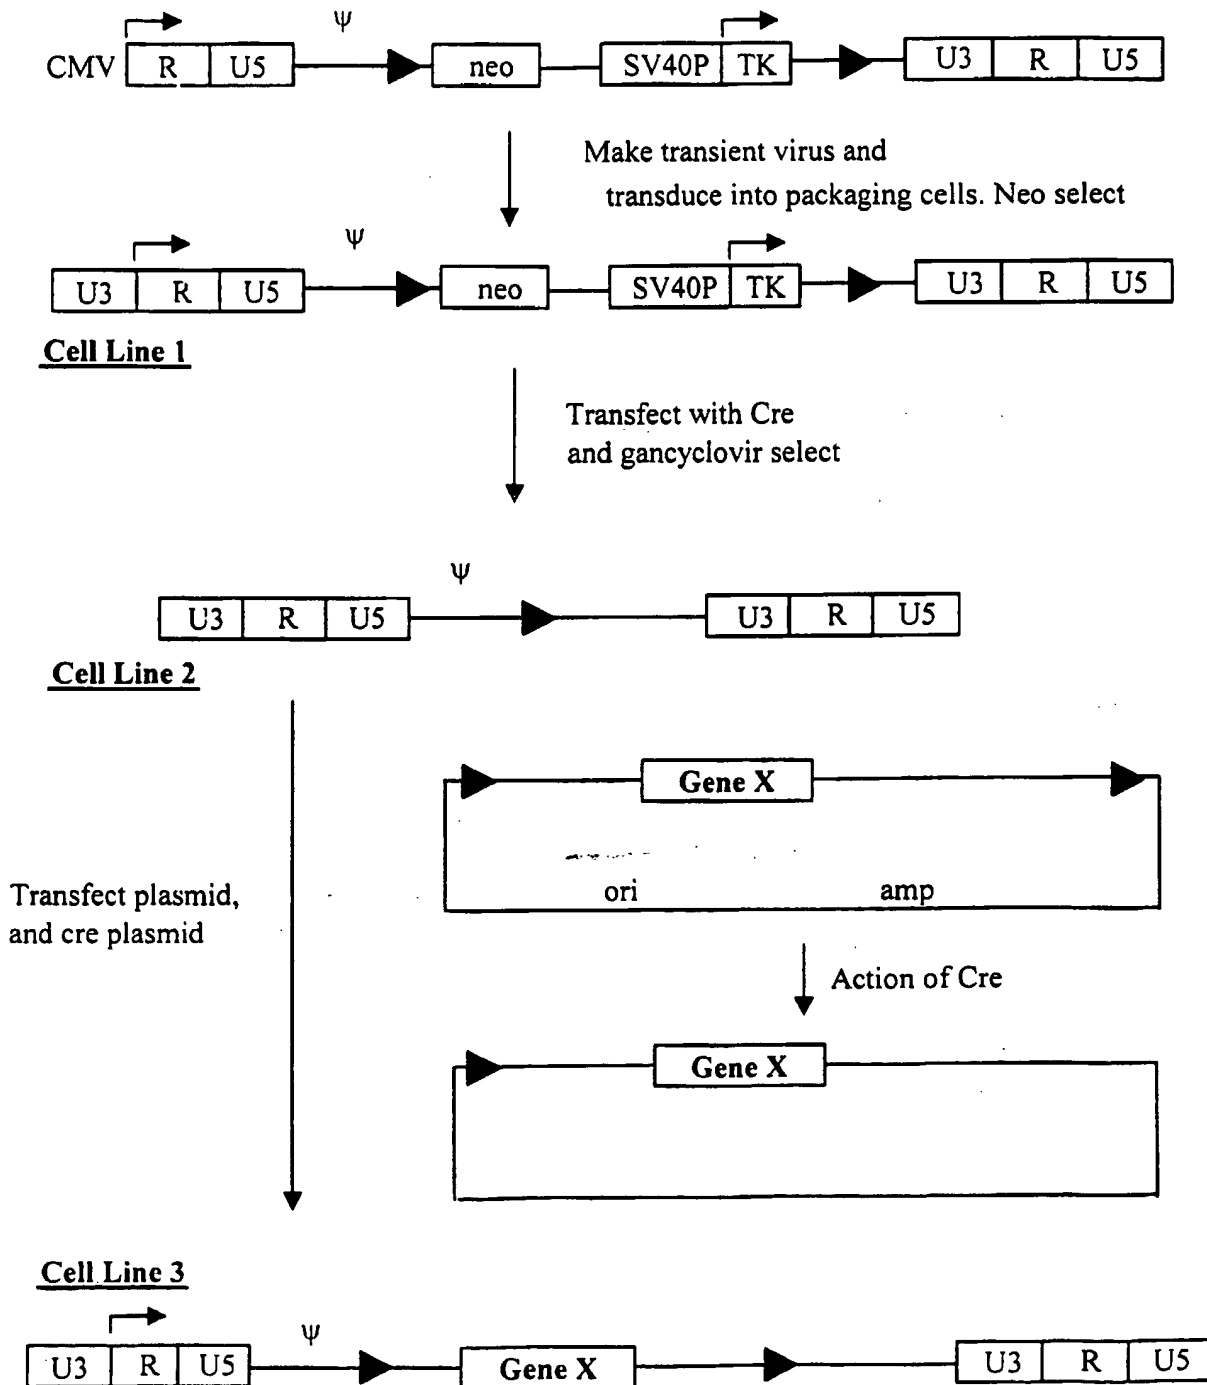 ψ
CMV R U5 neo SV40P TK U3 R U5
Make transient virus and
transduce into packaging cells. Neo select
ψ
U3 R U5 neo SV40P TK U3 R U5
Cell Line 1
Transfect with Cre
and gancyclovir select
ψ
U3 R U5 U3 R U5
Cell Line 2
Gene X
ori amp
Transfect plasmid,
and cre plasmid
Action of Cre
Gene X
Cell Line 3
ψ
U3 R U5 Gene X U3 R U5